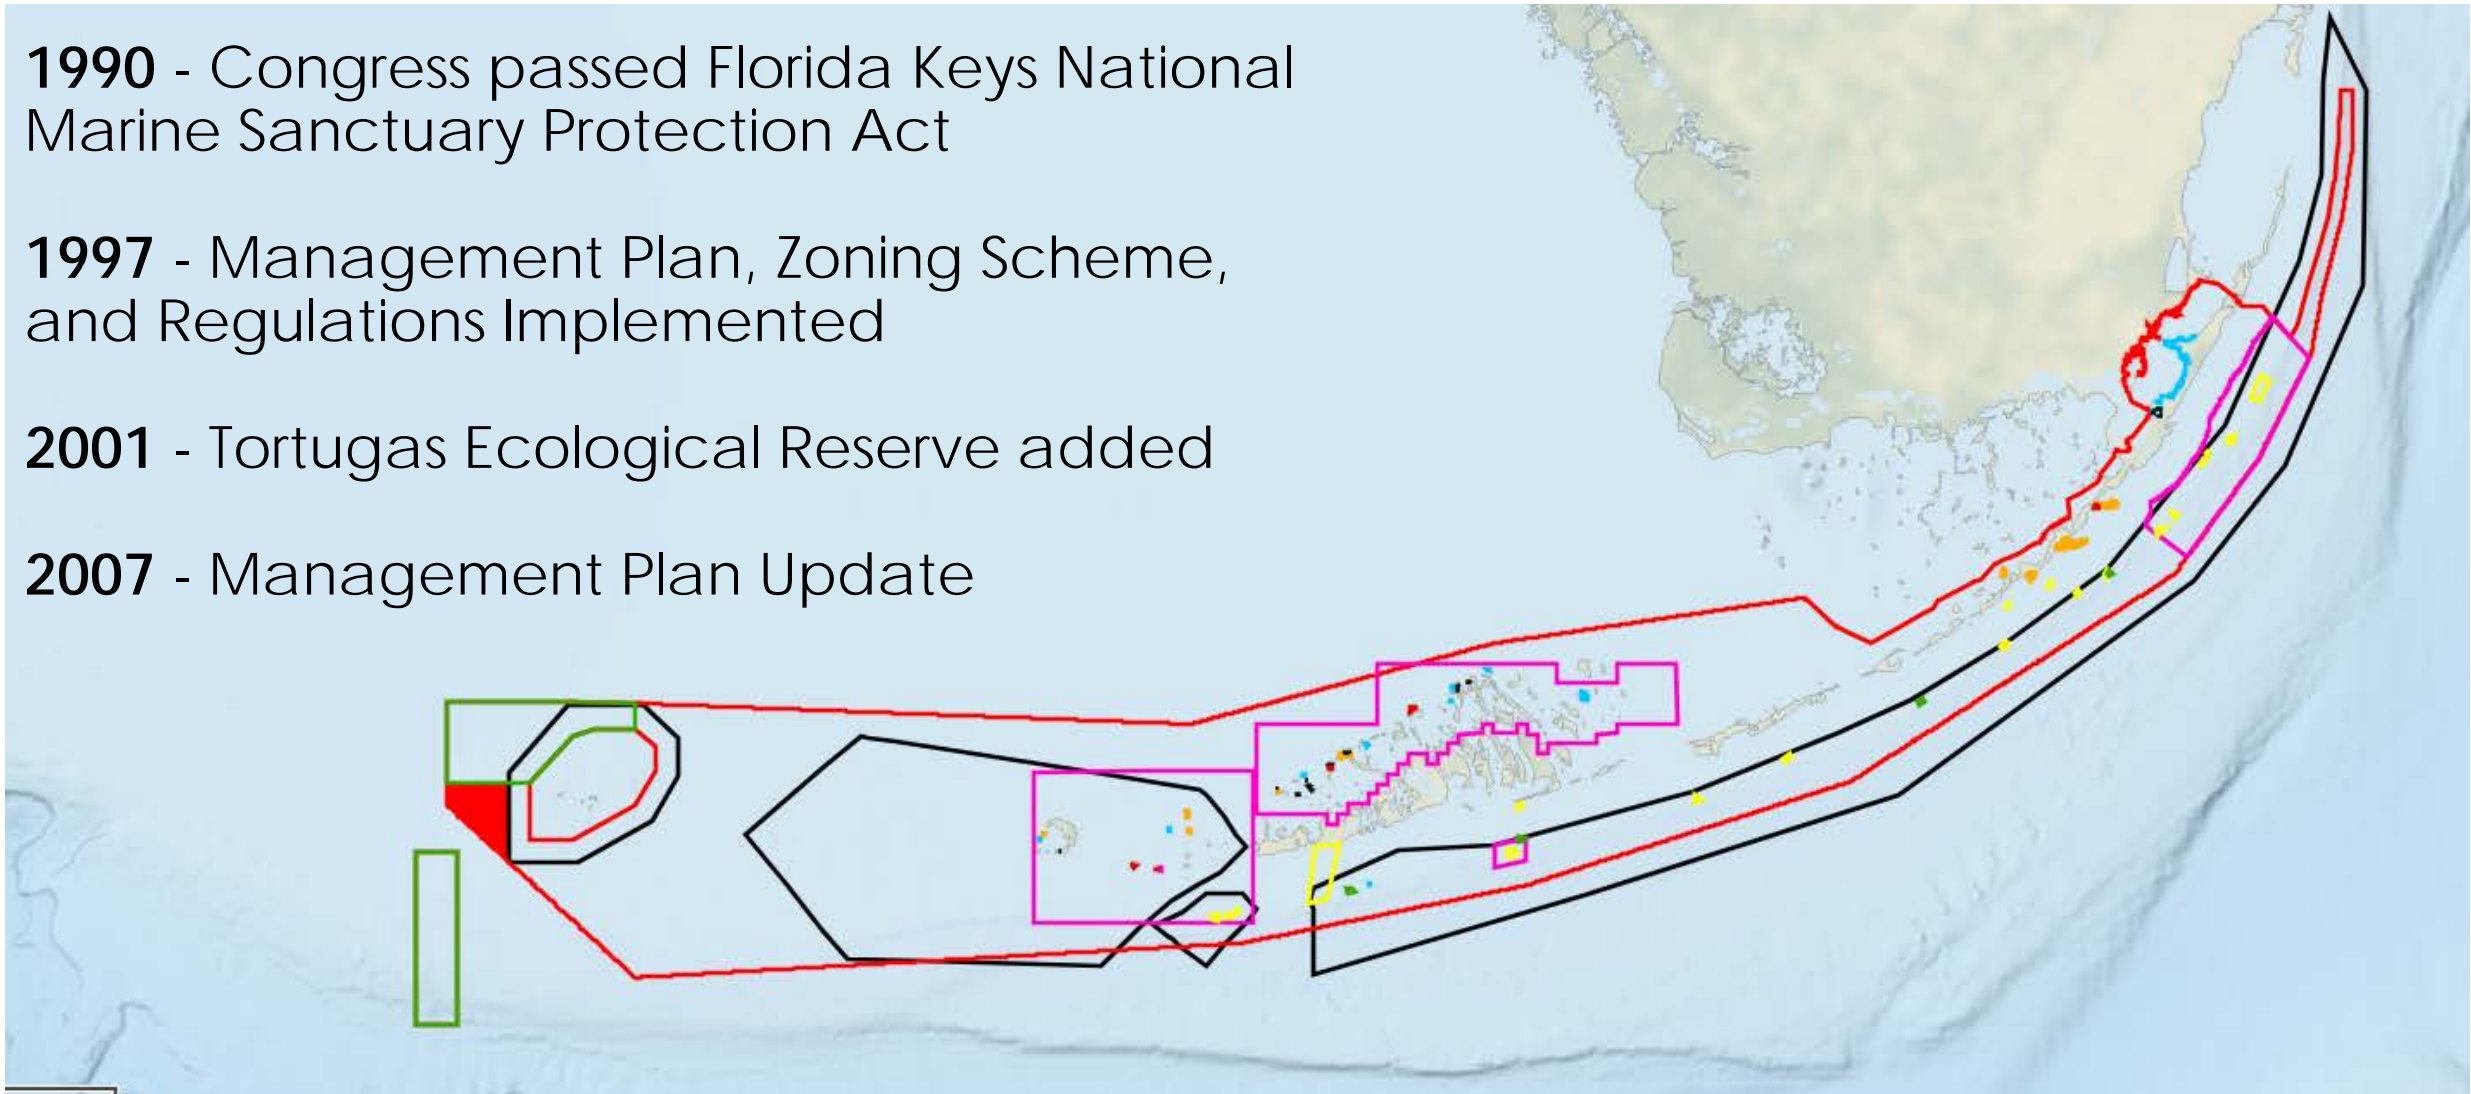 1990 - Congress passed Florida Keys National
Marine Sanctuary Protection Act
1997 - Management Plan, Zoning Scheme,
and Regulations Implemented
2001 - Tortugas Ecological Reserve added
2007 - Management Plan Update